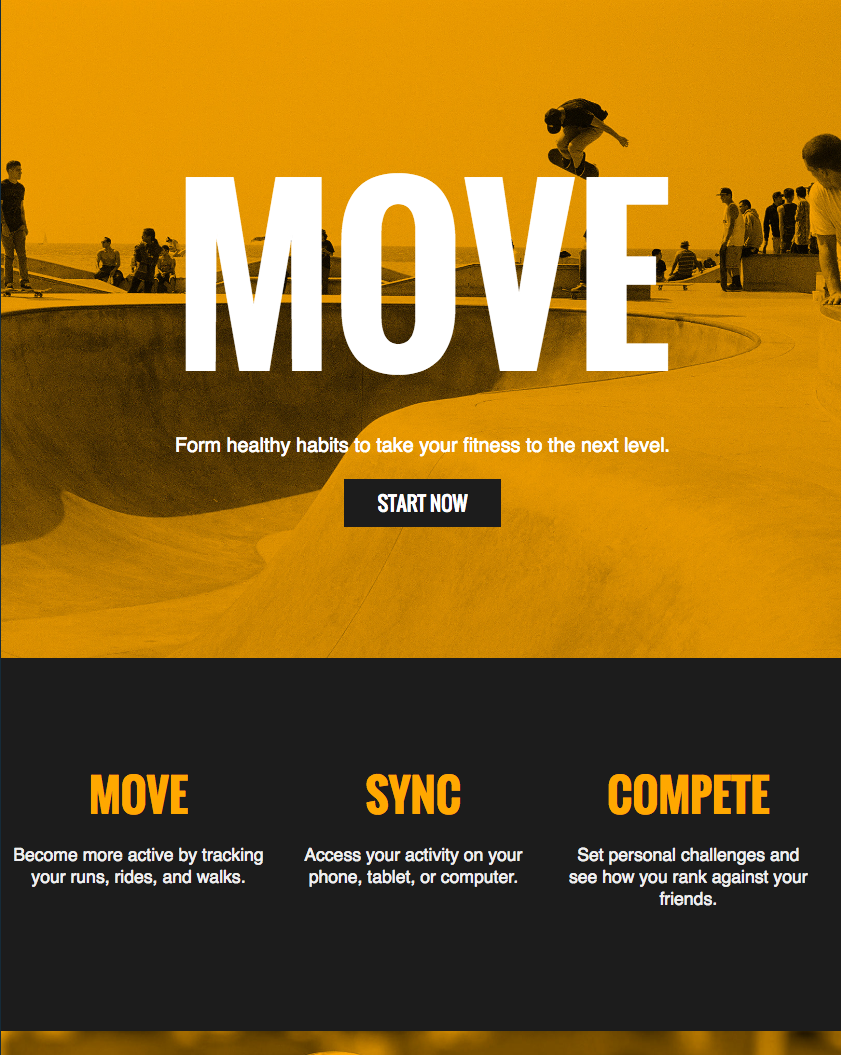 MOVE
Form healthy habits to take your fitness to the next level.
START NOW
MOVE
Become more active by tracking
your runs, rides, and walks.
SYNC
Access your activity on your
phone, tablet, or computer.
COMPETE
Set personal challenges and
see how you rank against your
friends.